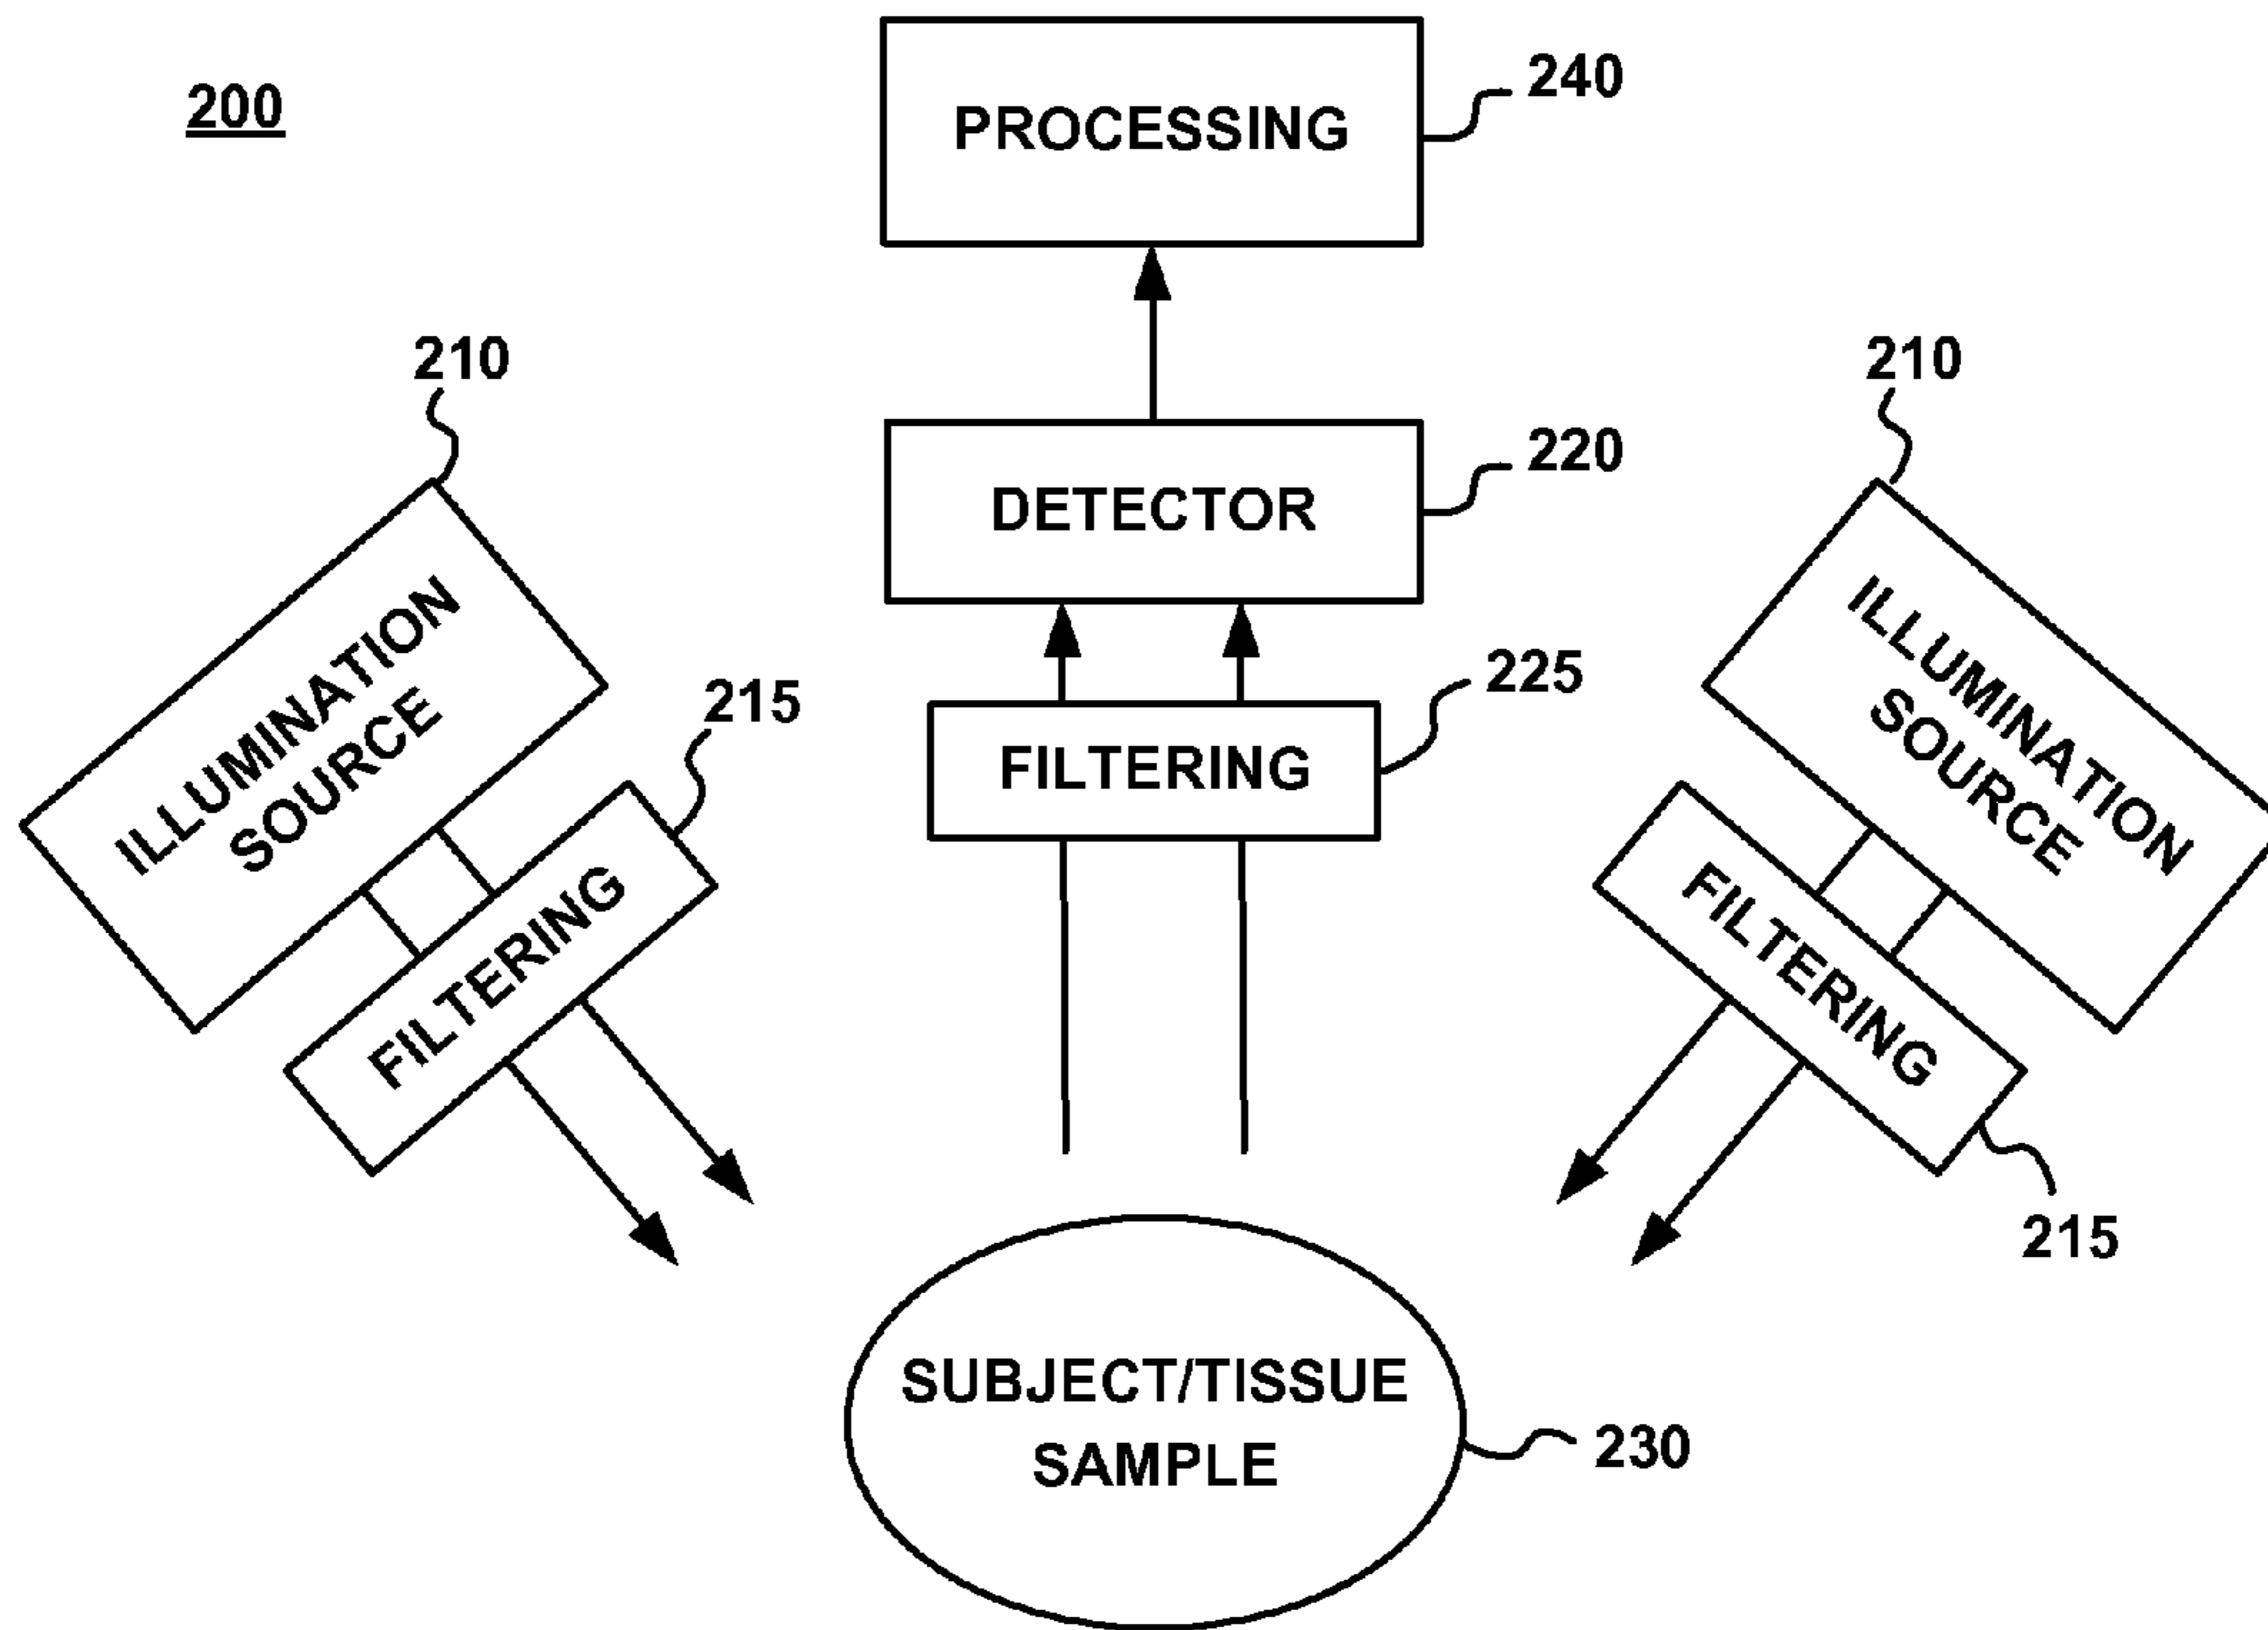 200
PROCESSING
240
210
210
DETECTOR
220
ILLUMINATION
SOURCE
215
FILTERING
225
ILLUMINATION
SOURCE
FILTERING
FILTERING
215
SUBJECT/TISSUE
SAMPLE
230